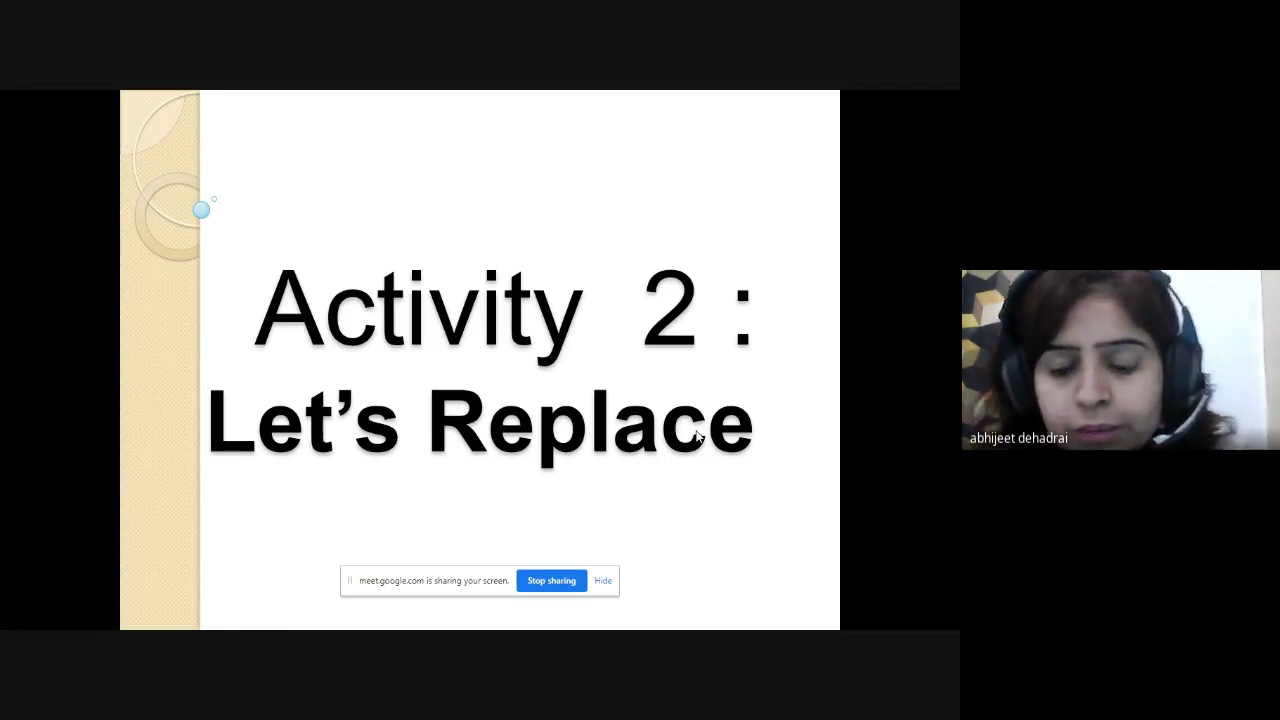 Activity 2 :
Let’s Replace
meet.google.com is sharing your screen.
Stop sharing
Hide
abhijeet dehadrai